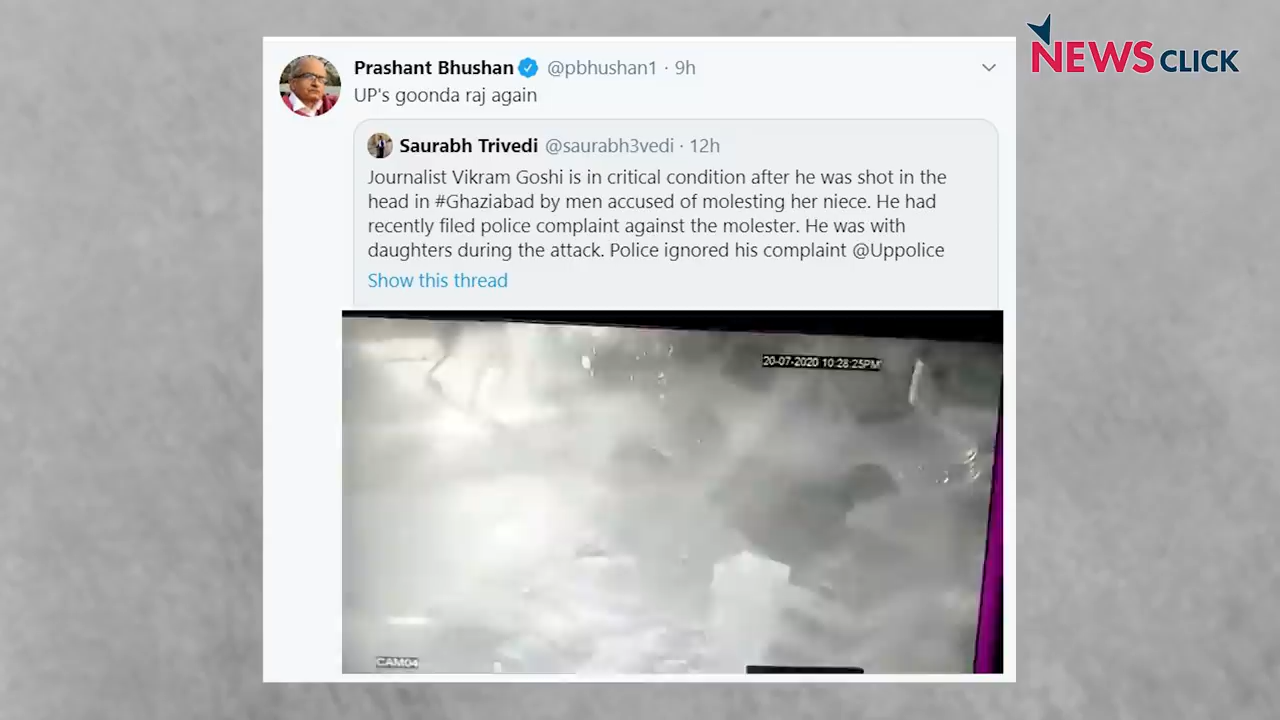 NEWS CLICK
Prashant Bhushan @pbhushan1 · 9h
UP's goonda raj again
Saurabh Trivedi @saurabh3vedi · 12h
Journalist Vikram Goshi is in critical condition after he was shot in the
head in #Ghaziabad by men accused of molesting her niece. He had
recently filed police complaint against the molester. He was with
daughters during the attack. Police ignored his complaint @Uppolice
Show this thread
20-07-2020 10:28:25PM
CAM04